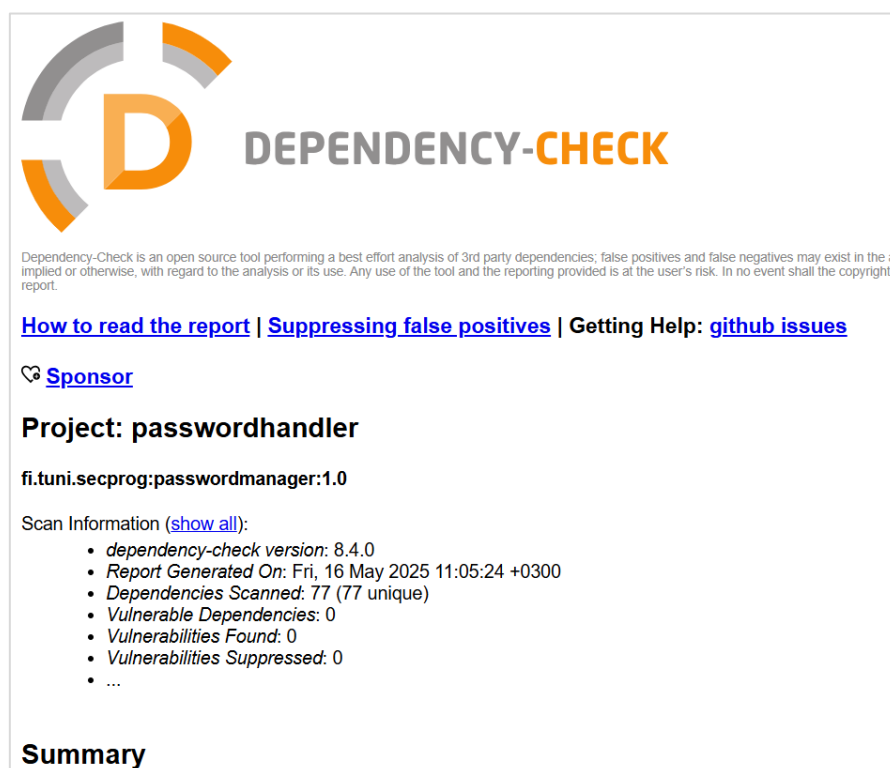 D
DEPENDENCY-CHECK
Dependency-Check is an open source tool performing a best effort analysis of 3rd party dependencies; false positives and false negatives may exist in the
implied or otherwise, with regard to the analysis or its use. Any use of the tool and the reporting provided is at the user's risk. In no event shall the copyright
report.
How to read the report | Suppressing false positives | Getting Help: github issues
Sponsor
Project: passwordhandler
fi.tuni.secprog:passwordmanager:1.0
Scan Information (show all):
• dependency-check version: 8.4.0
• Report Generated On: Fri, 16 May 2025 11:05:24 +0300
• Dependencies Scanned: 77 (77 unique)
• Vulnerable Dependencies: 0
• Vulnerabilities Found: 0
• Vulnerabilities Suppressed: 0
• ...
Summary